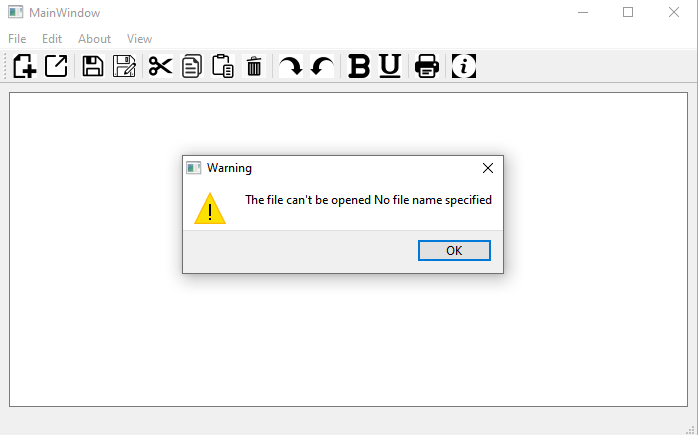 MainWindow
File Edit About View
B U i
Warning
The file can't be opened No file name specified
OK